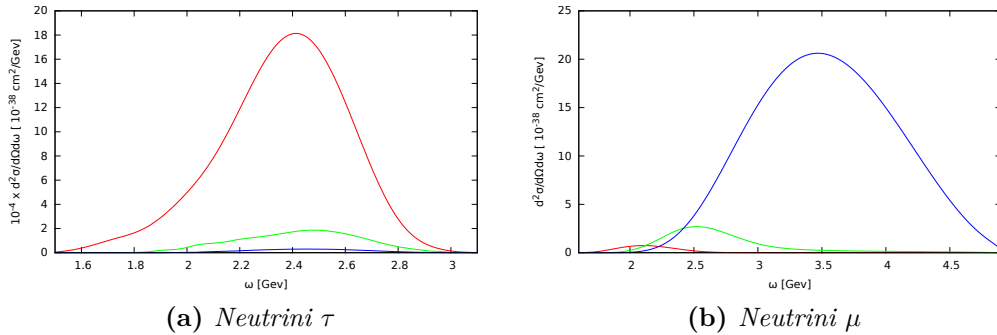 18
16
14
12
10
8
6
4
2
0
10⁻⁴ x d²σ/dΩdω [ 10⁻³⁸ cm²/Gev]
1.6 1.8 2 2.2 2.4 2.6 2.8 3
ω [Gev]
(a) Neutrini τ
25
20
15
10
5
0
d²σ/dΩdω [ 10⁻³⁸ cm²/Gev]
2 2.5 3 3.5 4 4.5
ω [Gev]
(b) Neutrini μ